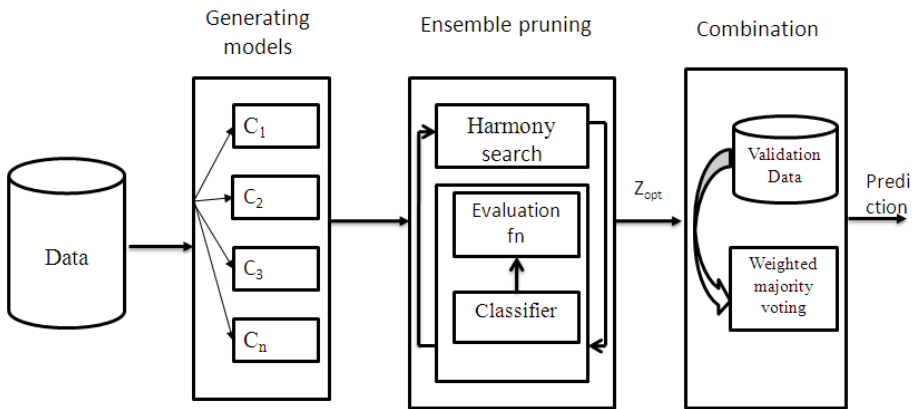 Generating
models
Ensemble pruning
Combination
Data
C1
C2
C3
Cn
Harmony
search
Evaluation
fn
Classifier
Zopt
Validation
Data
Weighted
majority
voting
Predi
ction